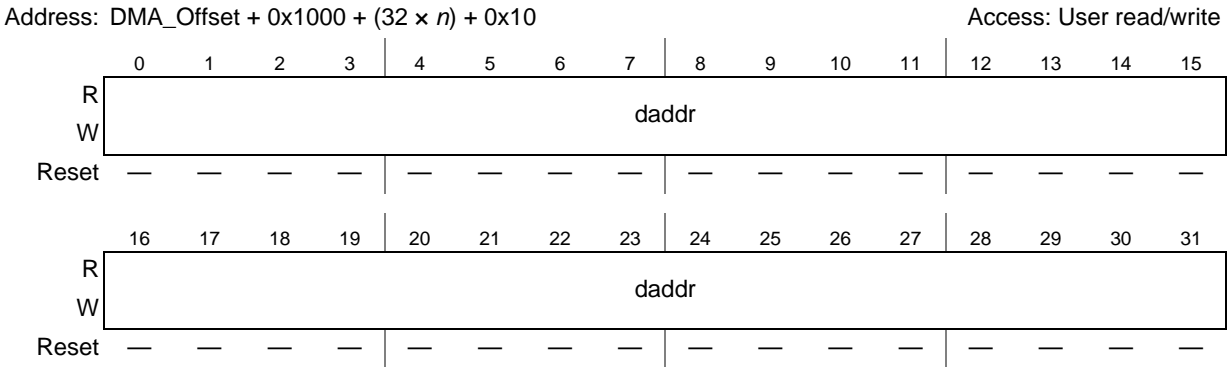 Address: DMA_Offset + 0x1000 + (32 × n) + 0x10 Access: User read/write
0 1 2 3 4 5 6 7 8 9 10 11 12 13 14 15
R
daddr
W
Reset — — — — — — — — — — — — — — — —
16 17 18 19 20 21 22 23 24 25 26 27 28 29 30 31
R
daddr
W
Reset — — — — — — — — — — — — — — — —